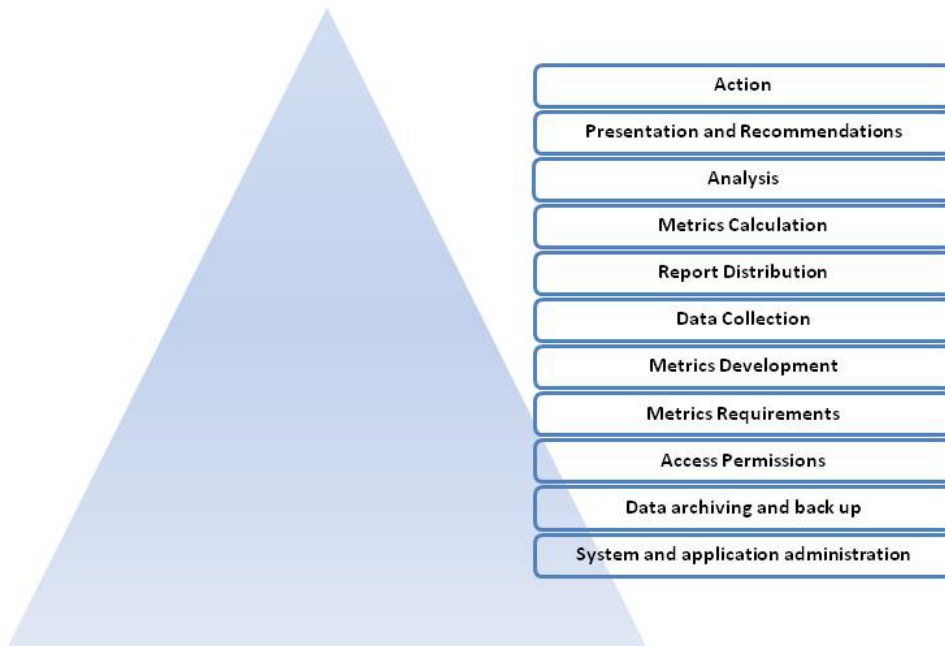 Action
Presentation and Recommendations
Analysis
Metrics Calculation
Report Distribution
Data Collection
Metrics Development
Metrics Requirements
Access Permissions
Data archiving and back up
System and application administration